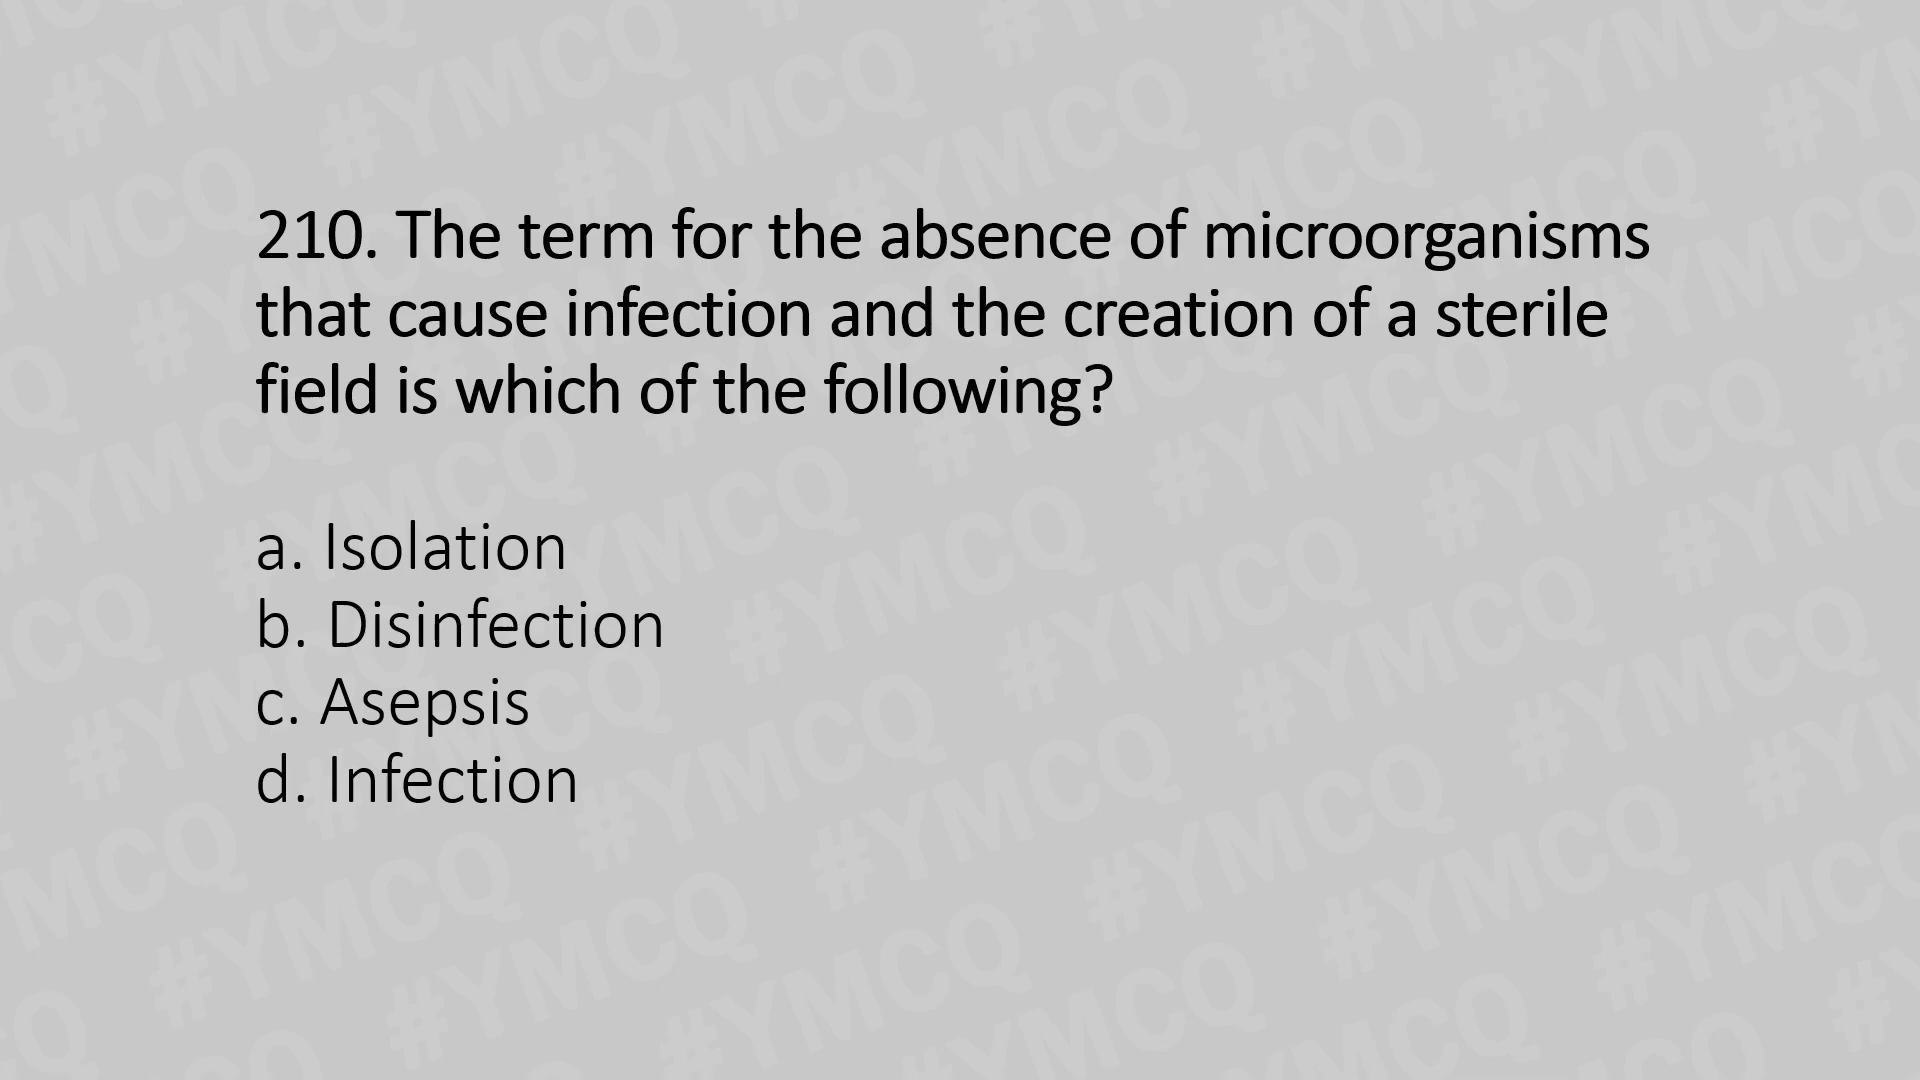 210. The term for the absence of microorganisms
that cause infection and the creation of a sterile
field is which of the following?
a. Isolation
b. Disinfection
c. Asepsis
d. Infection
#YMCQ